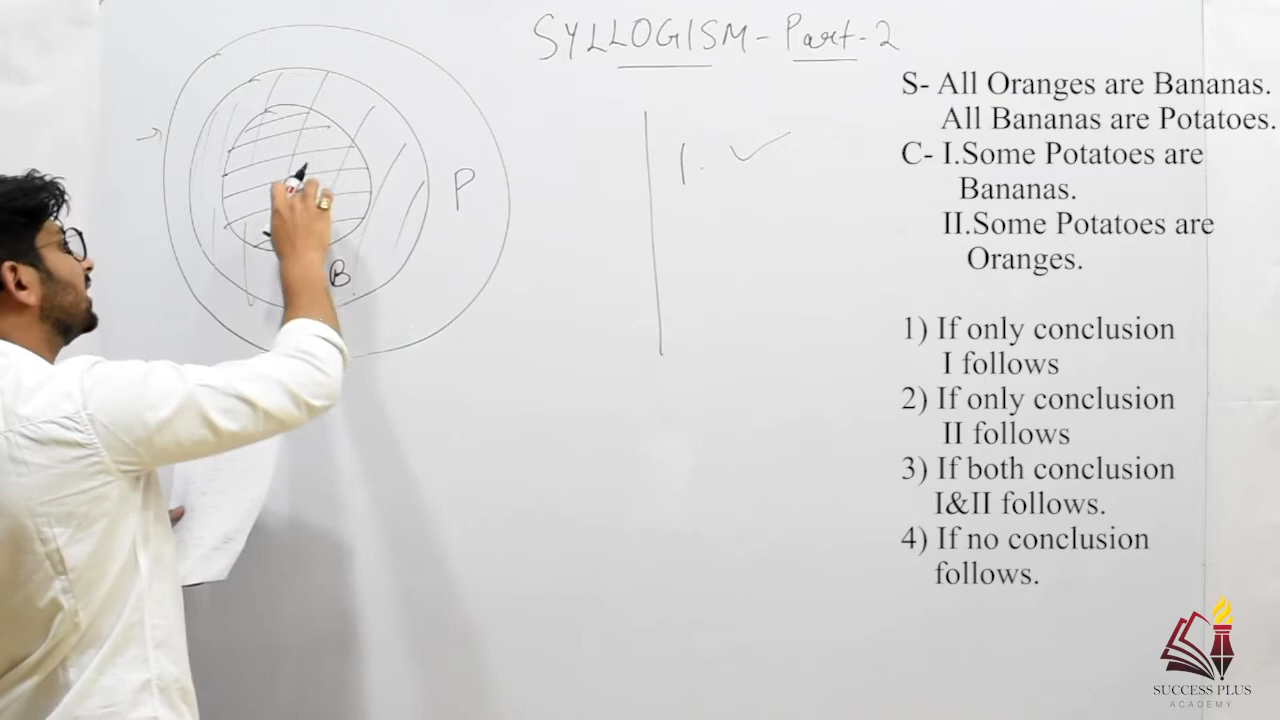 SYLLOGISM - Part - 2
S- All Oranges are Bananas.
All Bananas are Potatoes.
C- I.Some Potatoes are
Bananas.
II.Some Potatoes are
Oranges.
1) If only conclusion
I follows
2) If only conclusion
II follows
3) If both conclusion
I&II follows.
4) If no conclusion
follows.
P
B
1. ✓
SUCCESS PLUS
ACADEMY